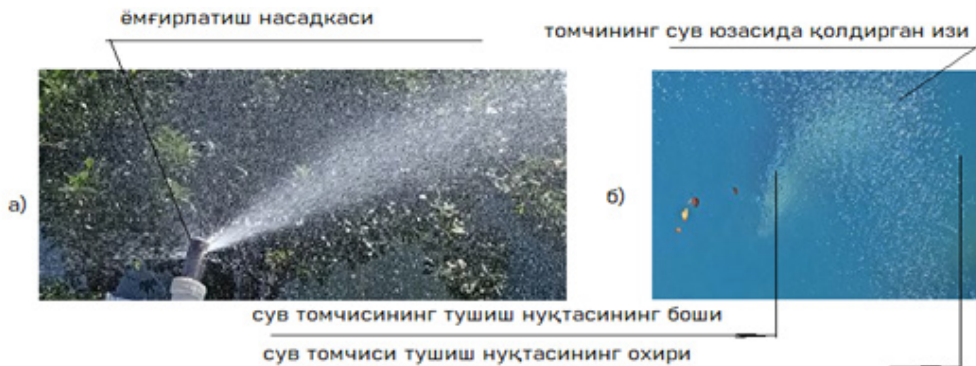 ёмғирлатиш насадкаси
томчининг сув юзасида қолдирган изи
а)
б)
сув томчисининг тушиш нуқтасининг боши
сув томчиси тушиш нуқтасининг охири